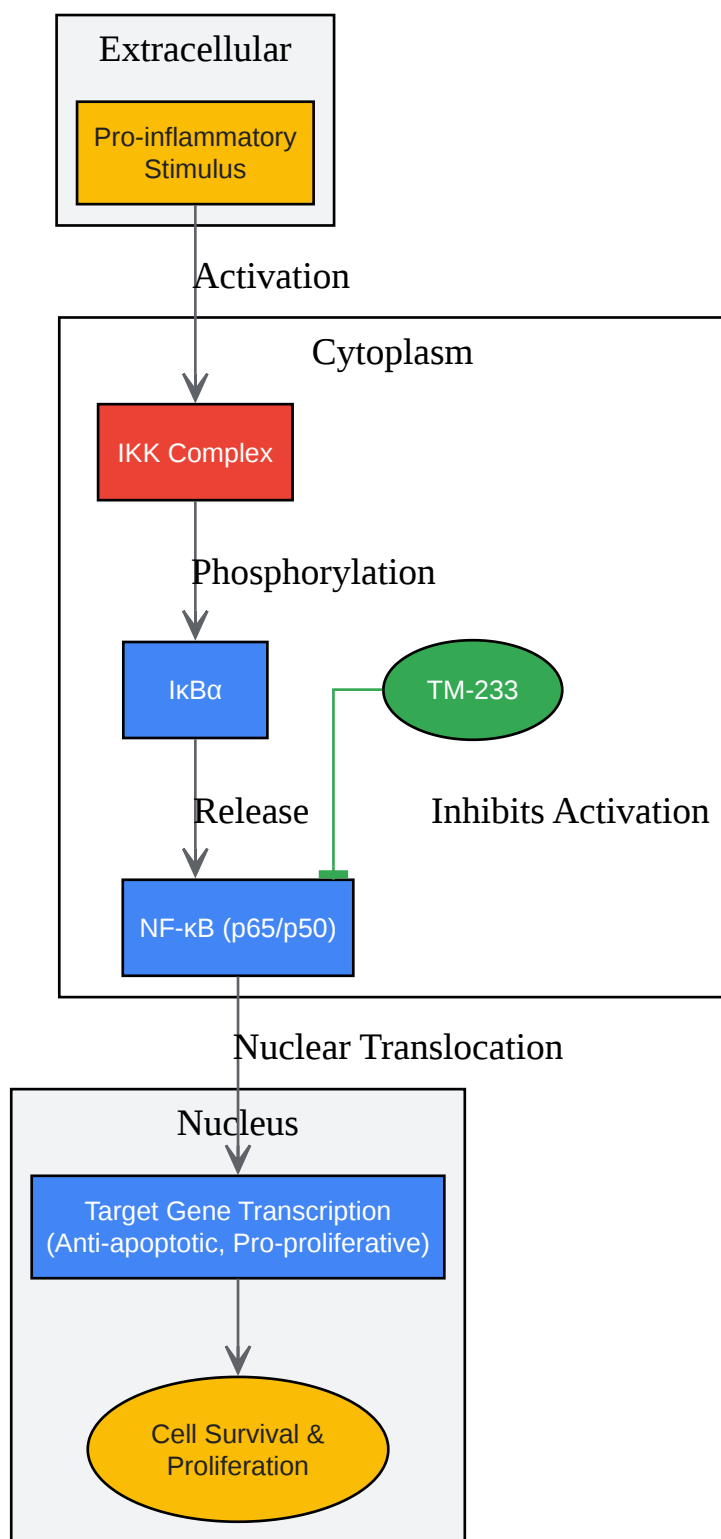 Extracellular
Pro-inflammatory
Stimulus
Activation
Cytoplasm
IKK Complex
Phosphorylation
IκBα
TM-233
Release
Inhibits Activation
NF-κB (p65/p50)
Nuclear Translocation
Nucleus
Target Gene Transcription
(Anti-apoptotic, Pro-proliferative)
Cell Survival &
Proliferation